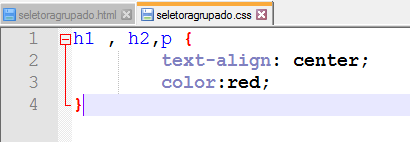 seletoragrupado.html seletoragrupado.css
1 h1 , h2,p {
2 text-align: center;
3 color:red;
4 }